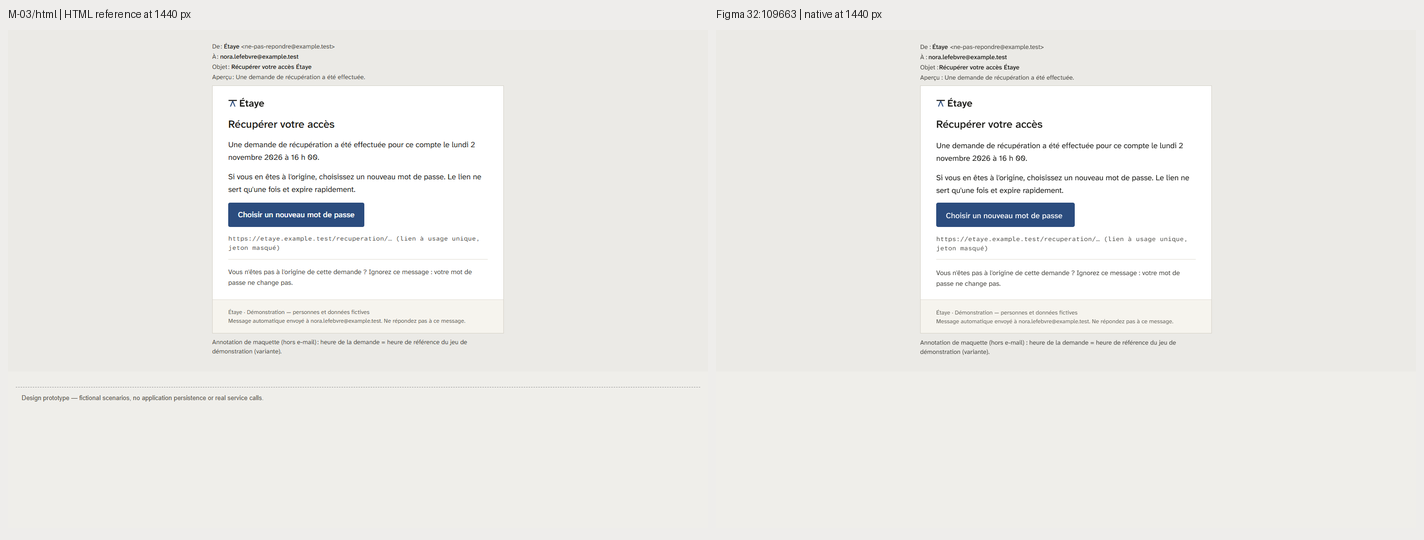 M-03/html | HTML reference at 1440 px
De : Étaye <ne-pas-repondre@example.test>
À : nora.lefebvre@example.test
Objet : Récupérer votre accès Étaye
Aperçu : Une demande de récupération a été effectuée.
Étaye
Récupérer votre accès
Une demande de récupération a été effectuée pour ce compte le lundi 2
novembre 2026 à 16 h 00.
Si vous en êtes à l'origine, choisissez un nouveau mot de passe. Le lien ne
sert qu'une fois et expire rapidement.
Choisir un nouveau mot de passe
https://etaye.example.test/recuperation/… (lien à usage unique,
jeton masqué)
Vous n'êtes pas à l'origine de cette demande ? Ignorez ce message : votre mot de
passe ne change pas.
Étaye · Démonstration — personnes et données fictives
Message automatique envoyé à nora.lefebvre@example.test. Ne répondez pas à ce message.
Annotation de maquette (hors e-mail) : heure de la demande = heure de référence du jeu de
démonstration (variante).
Design prototype — fictional scenarios, no application persistence or real service calls.
Figma 32:109663 | native at 1440 px
De : Étaye <ne-pas-repondre@example.test>
À : nora.lefebvre@example.test
Objet : Récupérer votre accès Étaye
Aperçu : Une demande de récupération a été effectuée.
Étaye
Récupérer votre accès
Une demande de récupération a été effectuée pour ce compte le lundi 2
novembre 2026 à 16 h 00.
Si vous en êtes à l'origine, choisissez un nouveau mot de passe. Le lien ne
sert qu'une fois et expire rapidement.
Choisir un nouveau mot de passe
https://etaye.example.test/recuperation/… (lien à usage unique,
jeton masqué)
Vous n'êtes pas à l'origine de cette demande ? Ignorez ce message : votre mot de
passe ne change pas.
Étaye · Démonstration — personnes et données fictives
Message automatique envoyé à nora.lefebvre@example.test. Ne répondez pas à ce message.
Annotation de maquette (hors e-mail) : heure de la demande = heure de référence du jeu de
démonstration (variante).